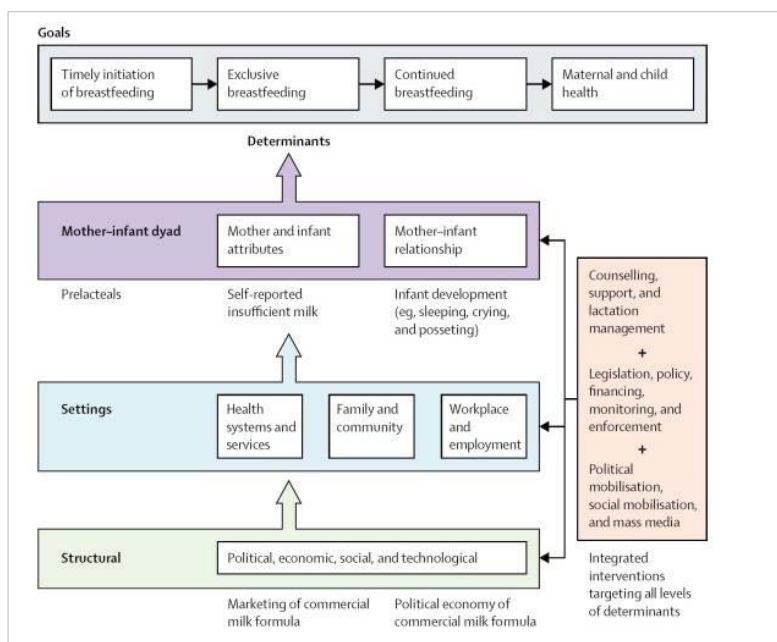 Goals
Timely initiation
of breastfeeding
Exclusive
breastfeeding
Continued
breastfeeding
Maternal and child
health
Determinants
Mother–infant dyad
Mother and infant
attributes
Mother–infant
relationship
Prelacteals
Self-reported
insufficient milk
Infant development
(eg, sleeping, crying,
and posseting)
Settings
Health
systems and
services
Family and
community
Workplace
and
employment
Structural
Political, economic, social, and technological
Marketing of commercial
milk formula
Political economy of
commercial milk formula
Counselling,
support, and
lactation
management
+
Legislation, policy,
financing,
monitoring, and
enforcement
+
Political
mobilisation,
social mobilisation,
and mass media
Integrated
interventions
targeting all levels
of determinants